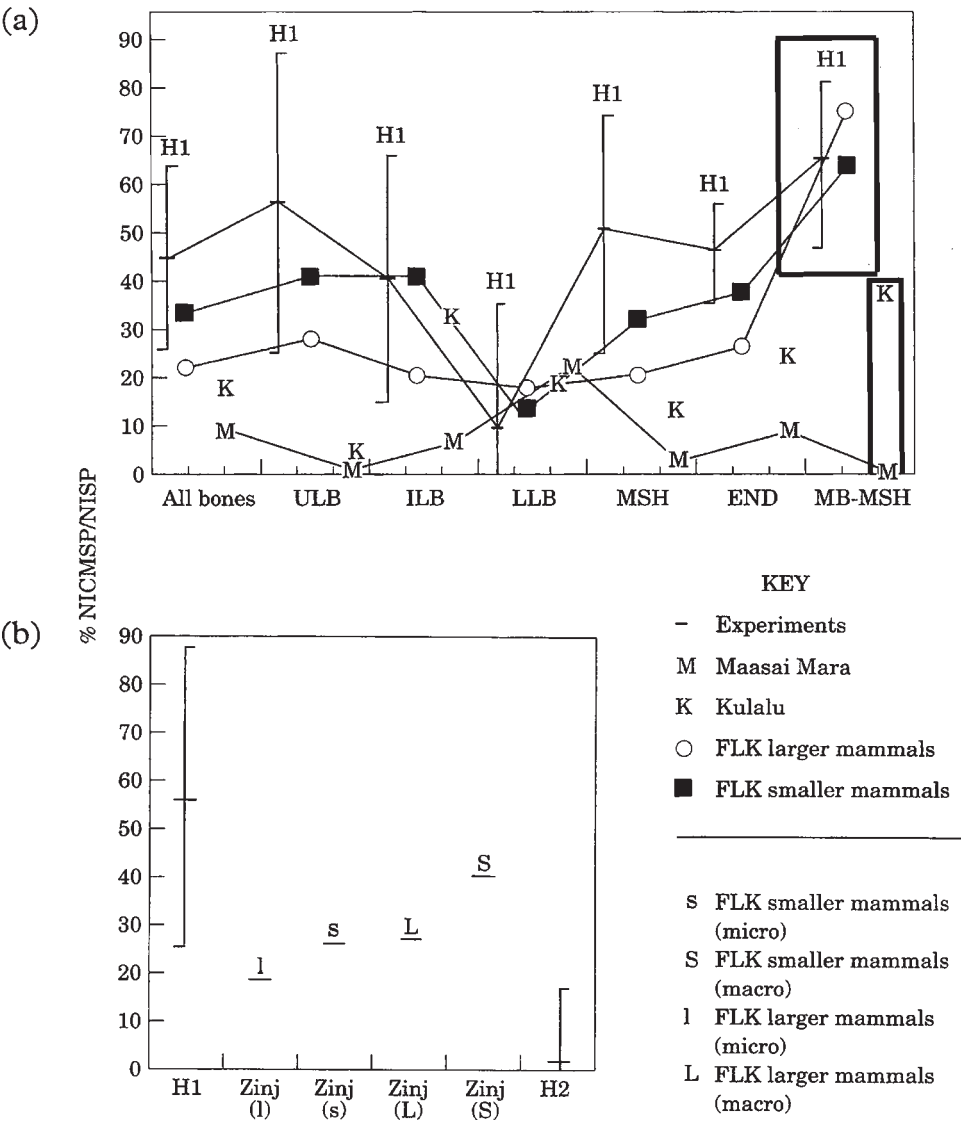 (a)
90
80
70
60
50
40
30
20
10
0
H1
H1
H1
H1
H1
H1
H1
K
K
K
K
K
K
K
M
M
M
M
M
M
M
All bones
ULB
ILB
LLB
MSH
END
MB-MSH
% NICMSP/NISP
(b)
90
80
70
60
50
40
30
20
10
0
l
s
L
S
H1
Zinj
(l)
Zinj
(s)
Zinj
(L)
Zinj
(S)
H2
KEY
– Experiments
M Maasai Mara
K Kulalu
FLK larger mammals
FLK smaller mammals
s FLK smaller mammals
(micro)
S FLK smaller mammals
(macro)
l FLK larger mammals
(micro)
L FLK larger mammals
(macro)